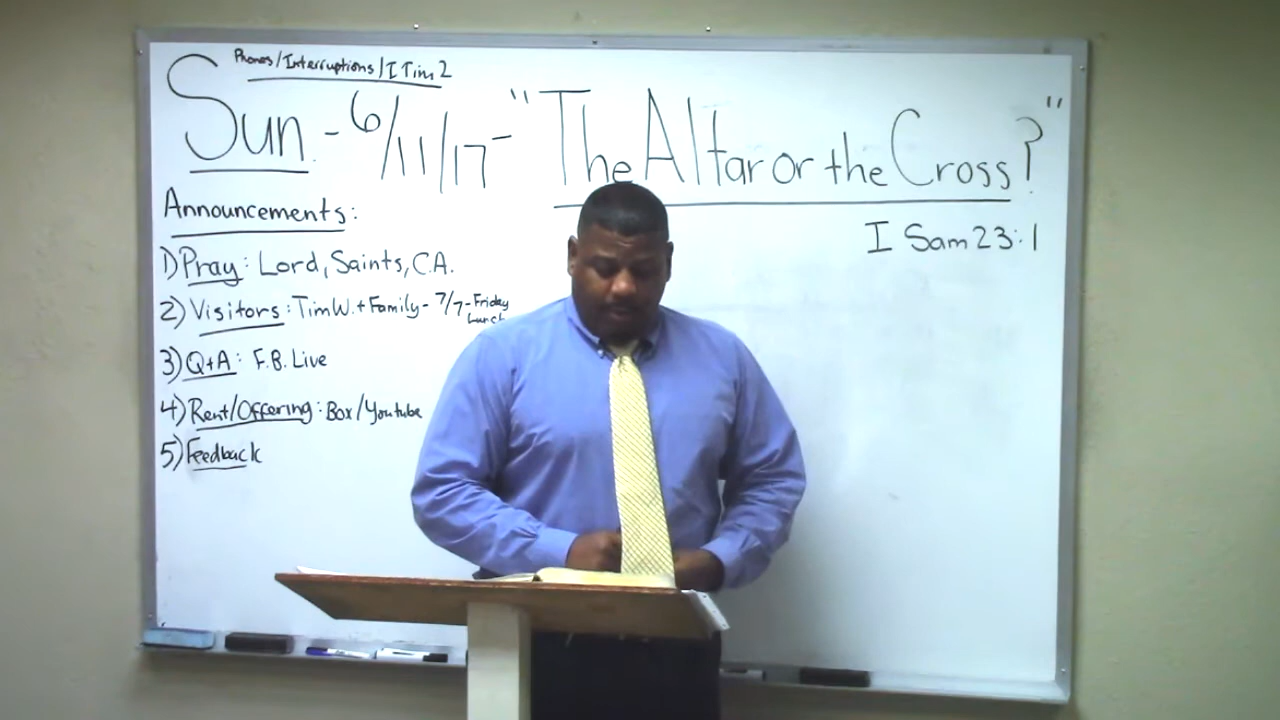 Phones/Interruptions/I Tim 2
Sun. - 6/11/17 - "The Altar or the Cross?"
I Sam 23:1
Announcements:
1) Pray: Lord, Saints, C.A.
2) Visitors: Tim W. + Family - 7/7 - Friday
Lunch
3) Q+A: F.B. Live
4) Rent/Offering: Box/Youtube
5) Feedback